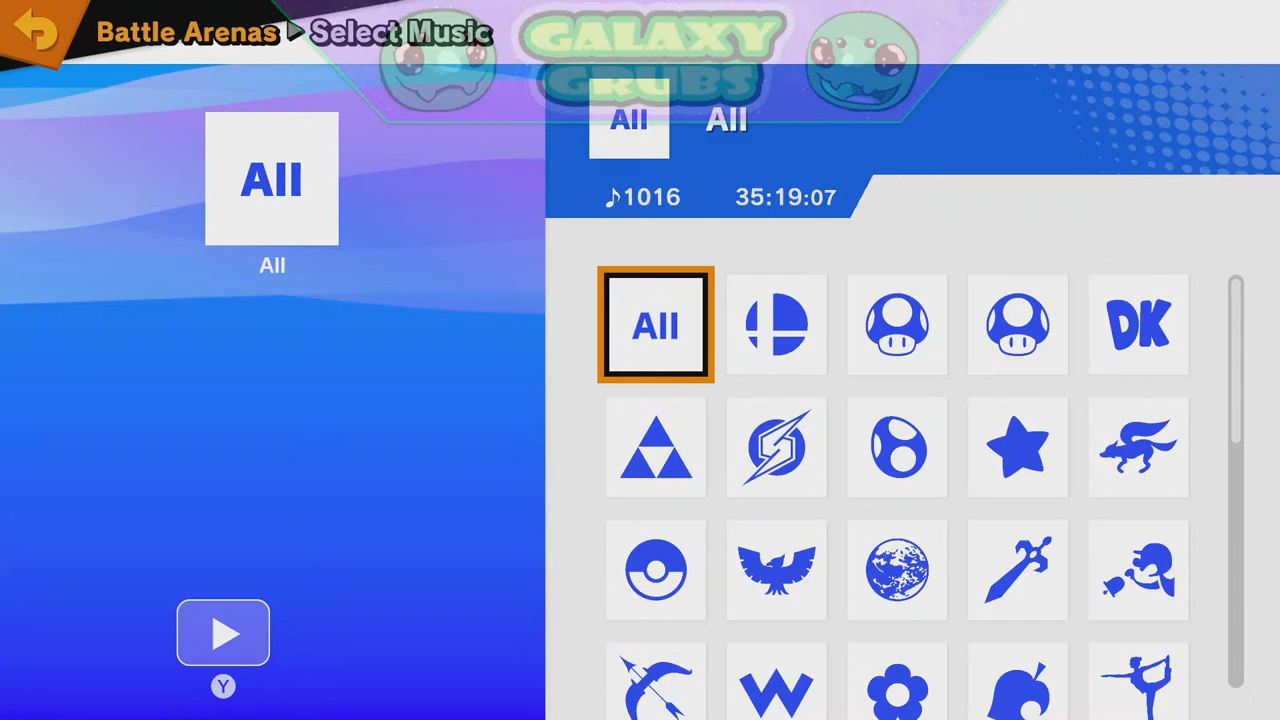 Battle Arenas ▶ Select Music
GALAXY
GRUBS
All
All
All
All
♪1016 35:19:07
All
DK
Y